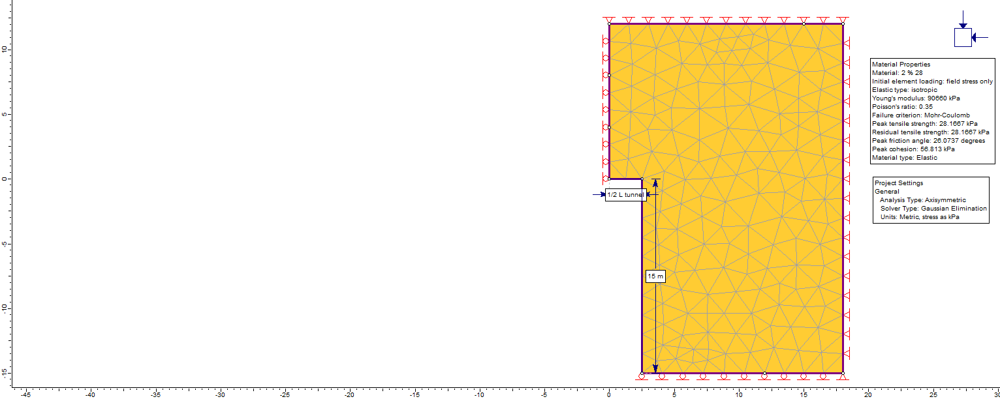 10
5
0
-5
-10
-15
1/2 L tunnel
15 m
Material Properties
Material: 2 % 28
Initial element loading: field stress only
Elastic type: isotropic
Young's modulus: 90660 kPa
Poisson's ratio: 0.35
Failure criterion: Mohr-Coulomb
Peak tensile strength: 28.1667 kPa
Residual tensile strength: 28.1667 kPa
Peak friction angle: 26.0737 degrees
Peak cohesion: 56.813 kPa
Material type: Elastic
Project Settings
General
Analysis Type: Axisymmetric
Solver Type: Gaussian Elimination
Units: Metric, stress as kPa
-45 -40 -35 -30 -25 -20 -15 -10 -5 0 5 10 15 20 25 30